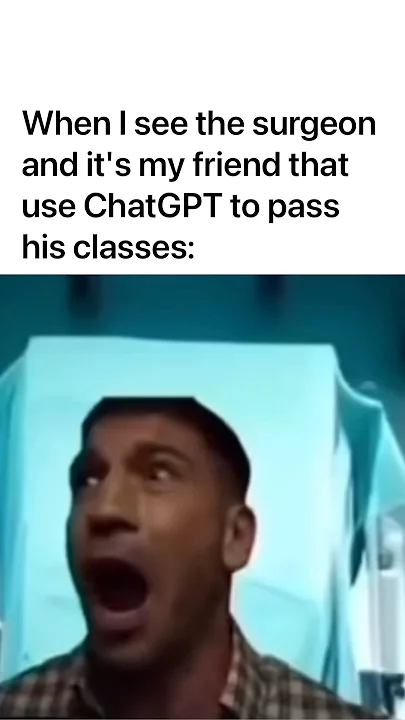 When I see the surgeon
and it's my friend that
use ChatGPT to pass
his classes: